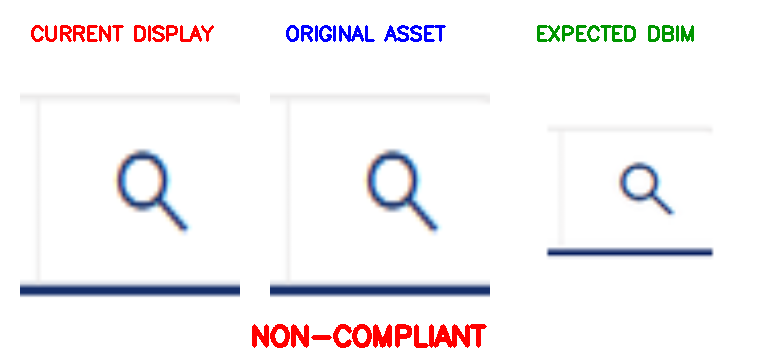 CURRENT DISPLAY
ORIGINAL ASSET
EXPECTED DBIM
NON-COMPLIANT